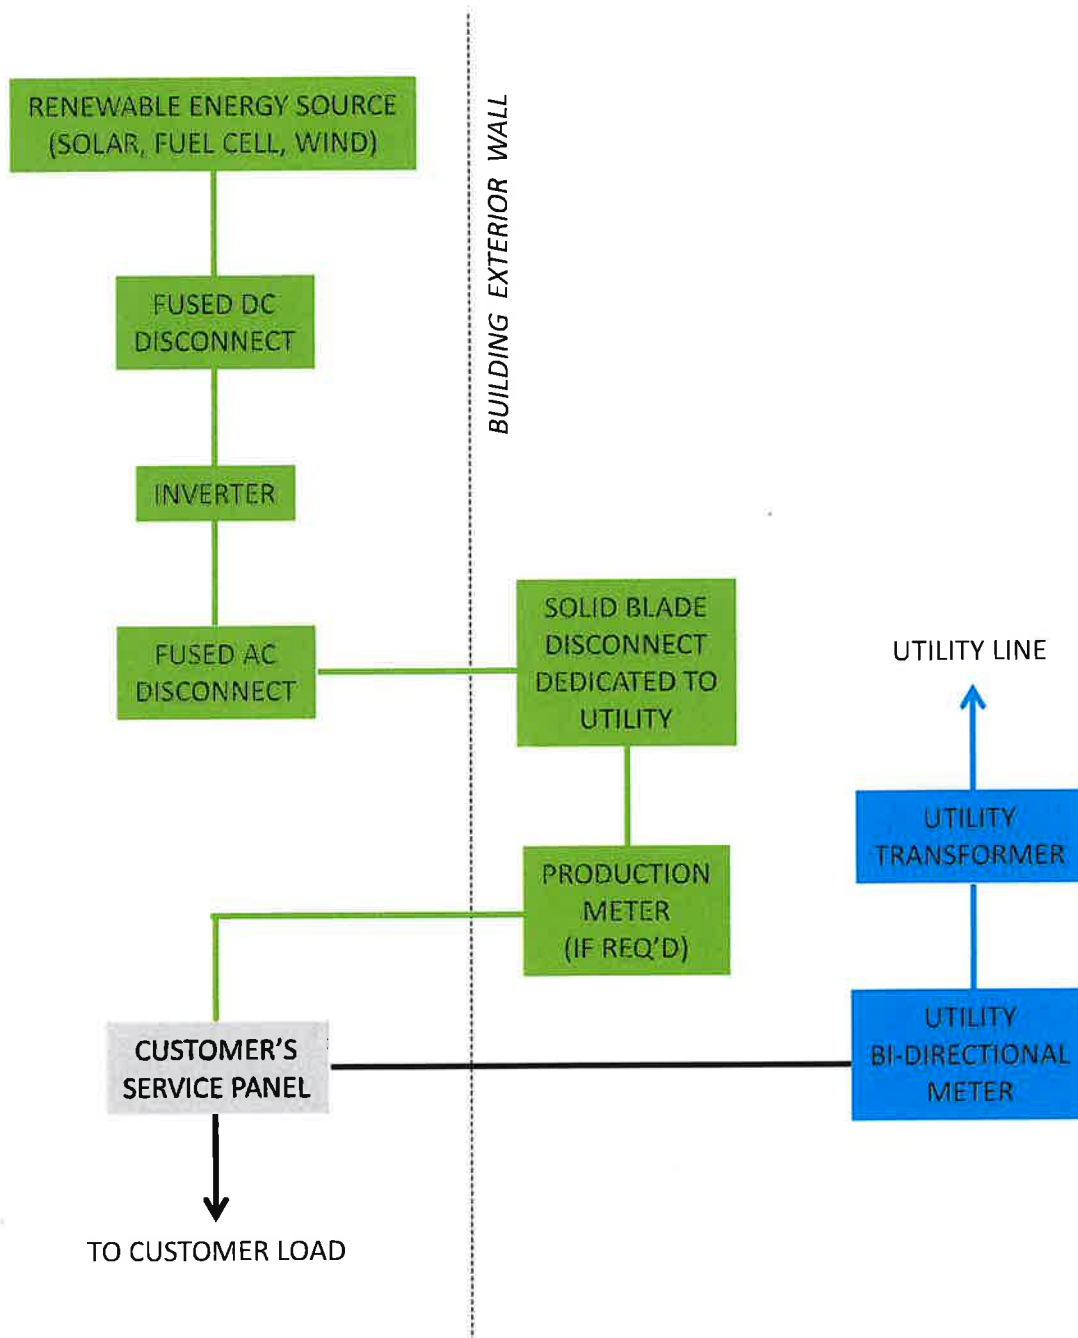 RENEWABLE ENERGY SOURCE
(SOLAR, FUEL CELL, WIND)
BUILDING EXTERIOR WALL
FUSED DC
DISCONNECT
INVERTER
FUSED AC
DISCONNECT
SOLID BLADE
DISCONNECT
DEDICATED TO
UTILITY
UTILITY LINE
UTILITY
TRANSFORMER
PRODUCTION
METER
(IF REQ’D)
CUSTOMER’S
SERVICE PANEL
UTILITY
BI-DIRECTIONAL
METER
TO CUSTOMER LOAD